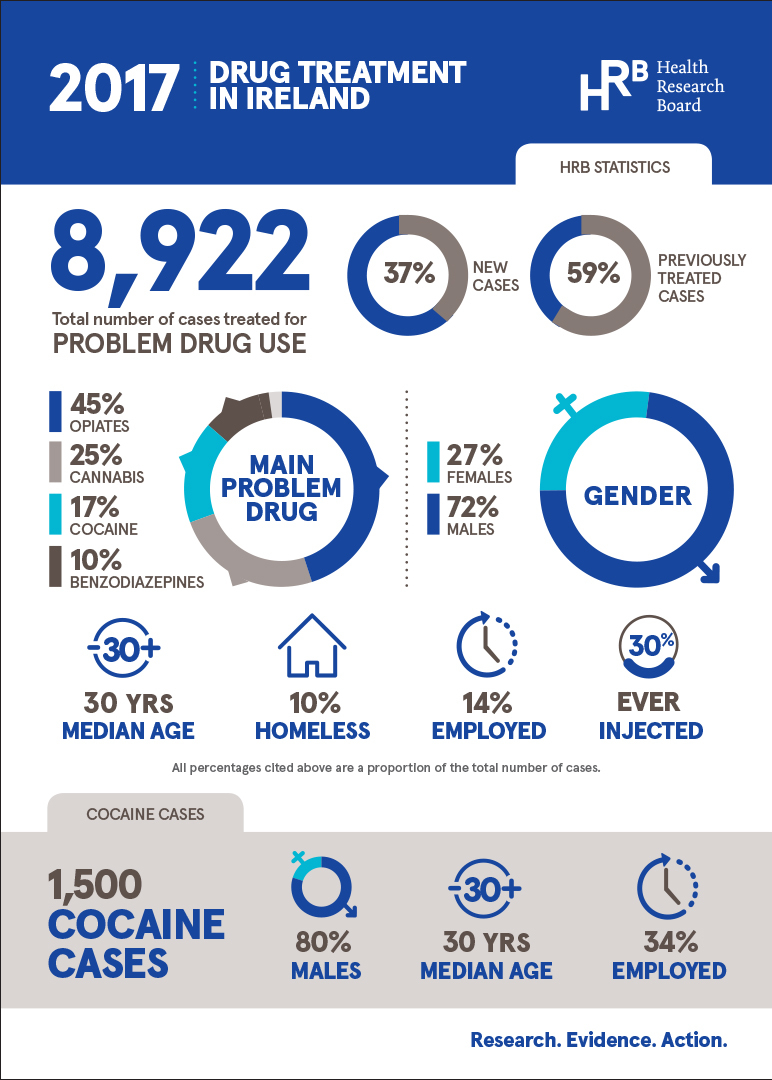 2017
DRUG TREATMENT
IN IRELAND
HRB
Health
Research
Board
HRB STATISTICS
8,922
Total number of cases treated for
PROBLEM DRUG USE
37%
NEW
CASES
59%
PREVIOUSLY
TREATED
CASES
45%
OPIATES
25%
CANNABIS
17%
COCAINE
10%
BENZODIAZEPINES
MAIN
PROBLEM
DRUG
27%
FEMALES
72%
MALES
GENDER
-30+
30 YRS
MEDIAN AGE
10%
HOMELESS
14%
EMPLOYED
30%
EVER
INJECTED
All percentages cited above are a proportion of the total number of cases.
COCAINE CASES
1,500
COCAINE
CASES
80%
MALES
-30+
30 YRS
MEDIAN AGE
34%
EMPLOYED
Research. Evidence. Action.